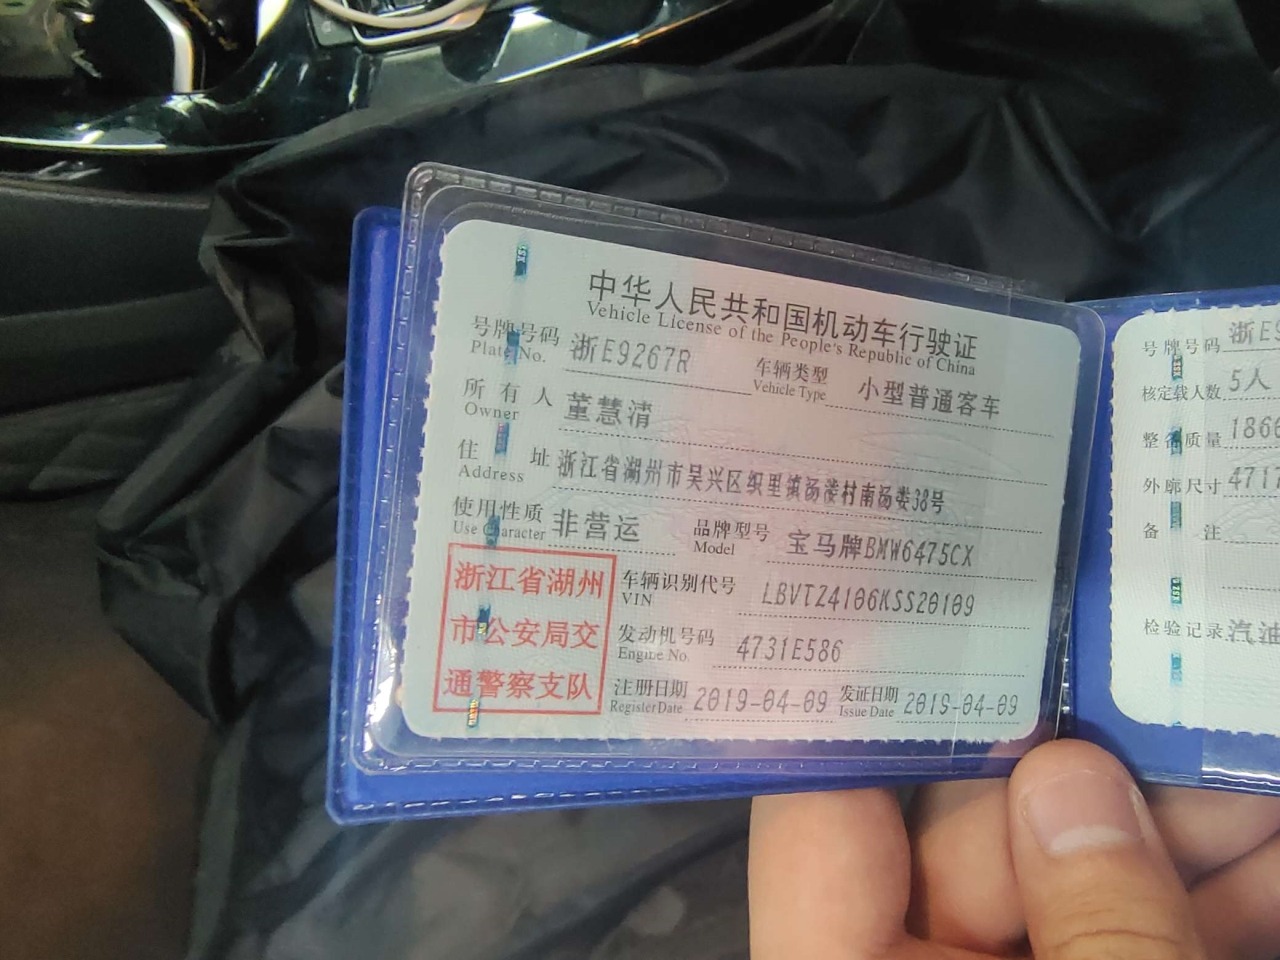 中华人民共和国机动车行驶证
Vehicle License of the People's Republic of China
号牌号码 浙E9267R 车辆类型 小型普通客车
Plate No. Vehicle Type
所有人 董慧清
Owner
住址 浙江省湖州市吴兴区织里镇汤溇村南汤娄38号
Address
使用性质 非营运 品牌型号 宝马牌BMW6475CX
Use Character Model
浙江省湖州
市公安局交
通警察支队
车辆识别代号 LBVTZ4106KSS20109
VIN
发动机号码 4731E586
Engine No.
注册日期 2019-04-09 发证日期 2019-04-09
Register Date Issue Date
号牌号码 浙E9
核定载人数 5人
整备质量 1866
外廓尺寸 4717
备注
检验记录 汽油